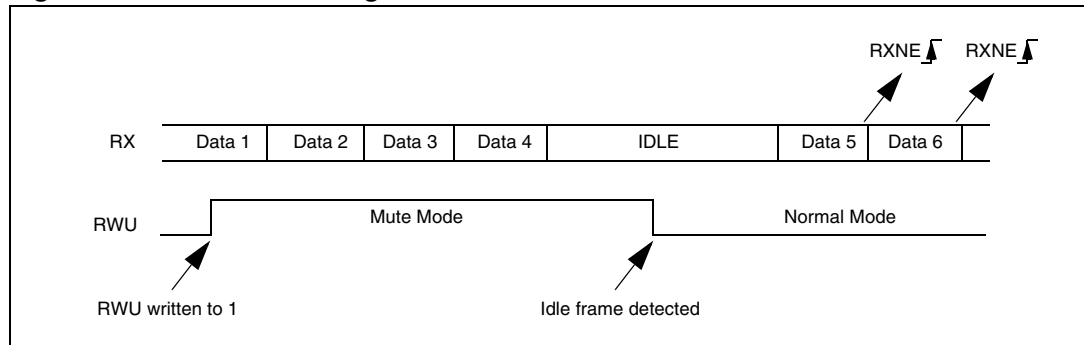 RXNE RXNE
RX Data 1 Data 2 Data 3 Data 4 IDLE Data 5 Data 6
RWU Mute Mode Normal Mode
RWU written to 1 Idle frame detected